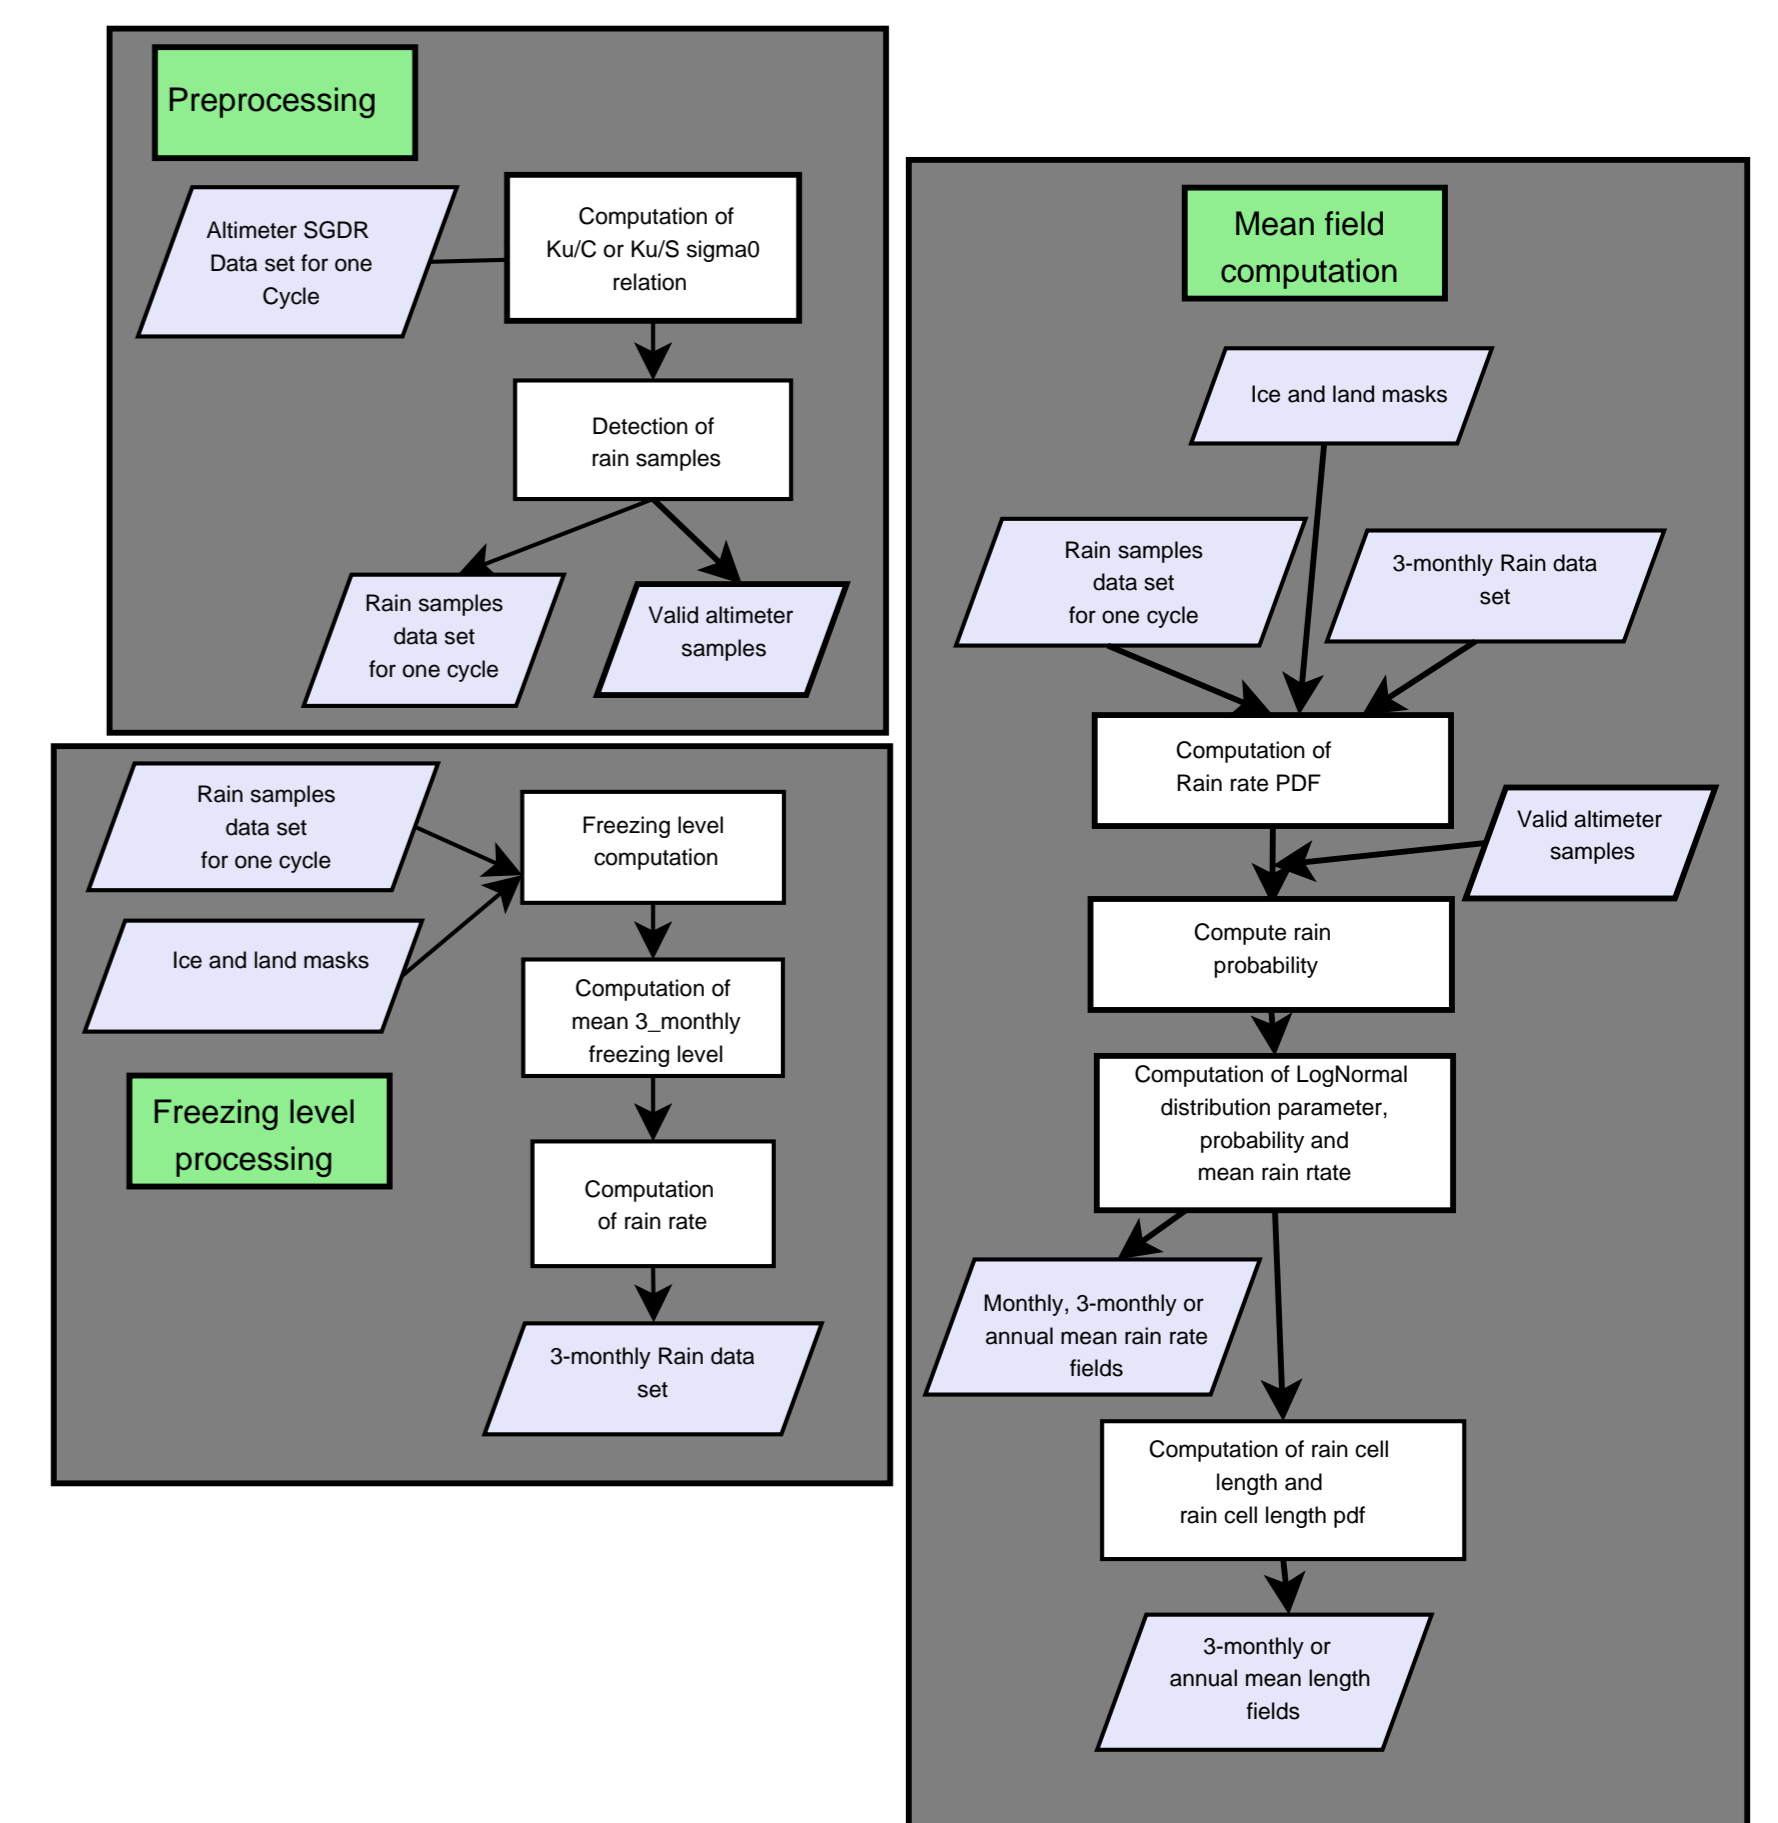 Preprocessing
Altimeter SGDR
Data set for one
Cycle
Computation of
Ku/C or Ku/S sigma0
relation
Detection of
rain samples
Rain samples
data set
for one cycle
Valid altimeter
samples
Rain samples
data set
for one cycle
Ice and land masks
Freezing level
processing
Freezing level
computation
Computation of
mean 3_monthly
freezing level
Computation
of rain rate
3-monthly Rain data
set
Mean field
computation
Ice and land masks
Rain samples
data set
for one cycle
3-monthly Rain data
set
Computation of
Rain rate PDF
Valid altimeter
samples
Compute rain
probability
Computation of LogNormal
distribution parameter,
probability and
mean rain rtate
Monthly, 3-monthly or
annual mean rain rate
fields
Computation of rain cell
length and
rain cell length pdf
3-monthly or
annual mean length
fields